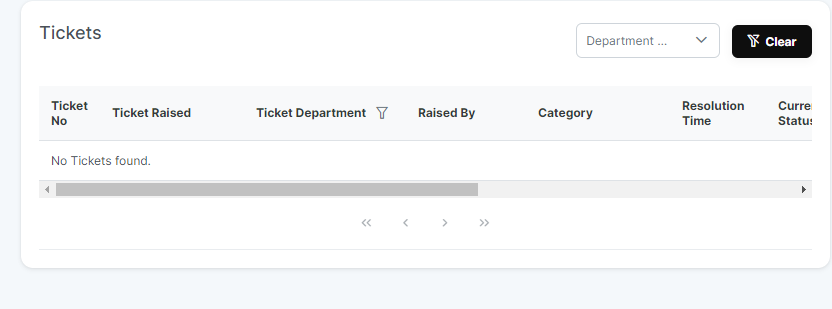 Tickets
Department ...
Clear
Ticket No
Ticket Raised
Ticket Department
Raised By
Category
Resolution Time
Curre
Status
No Tickets found.